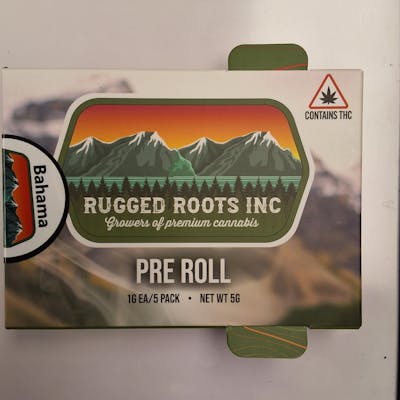 CONTAINS THC
RUGGED ROOTS INC
Growers of premium cannabis
Bahama
PRE ROLL
1G EA/5 PACK • NET WT 5G